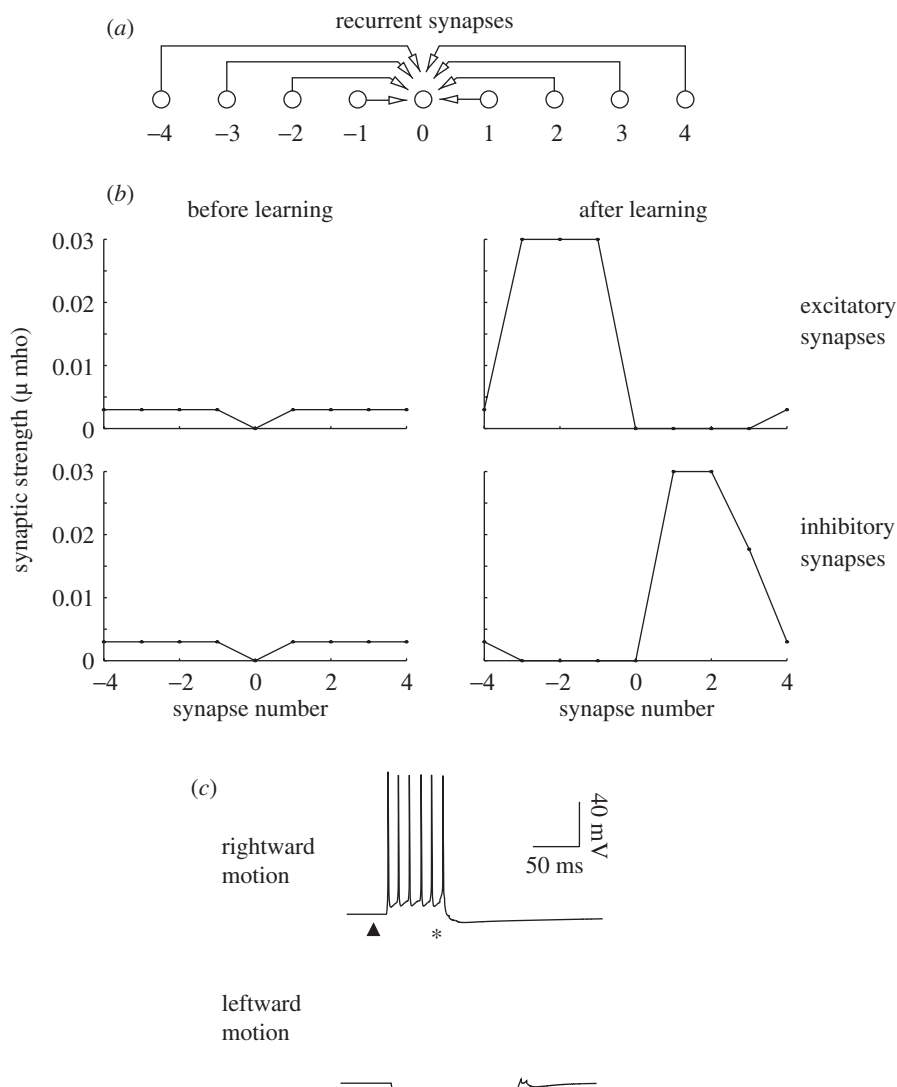 (a)
recurrent synapses
−4 −3 −2 −1 0 1 2 3 4
(b)
before learning
after learning
synaptic strength (μ mho)
0.03
0.02
0.01
0
excitatory
synapses
0.03
0.02
0.01
0
−4 −2 0 2 4
synapse number
−4 −2 0 2 4
synapse number
inhibitory
synapses
(c)
rightward
motion
40 mV
50 ms
*
leftward
motion